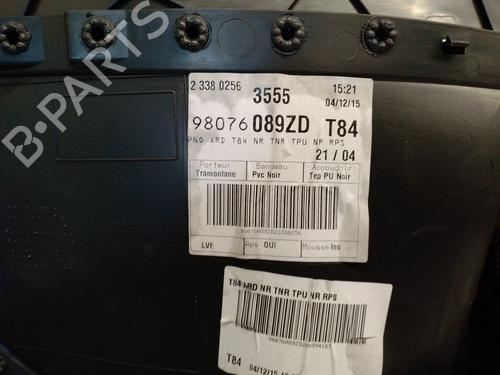 B-PARTS
2 338 0256 3555 15:21
04/12/15
98076 089ZD T84
PNO ARD T84 NR TNR TPU NR RPS
21 / 04
Porteur Bandeau Accoudoir
Tramontane Pvc Noir Tep PU Noir
LVE Rps OUI Mousse Ins
T84 ARD NR TNR TPU NR RPS
T84 04/12/15